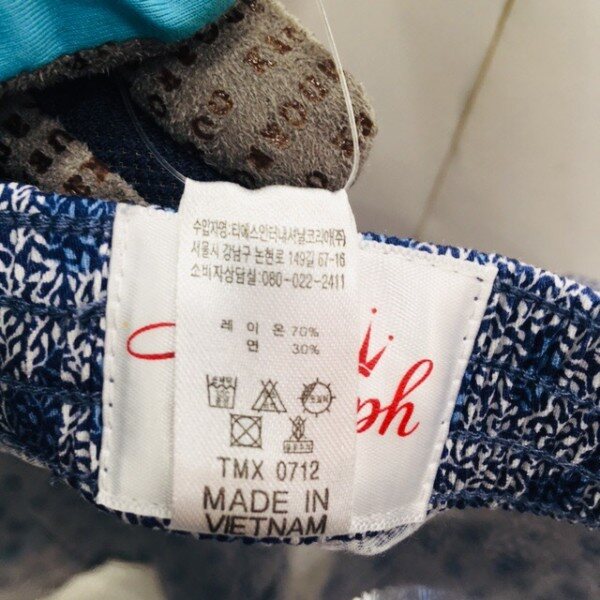 수입자명:티에스인터내셔날코리아(주)
서울시 강남구 논현로 149길 67-16
소비자상담실:080-022-2411
레 이 온 70%
면 30%
TMX 0712
MADE IN
VIETNAM